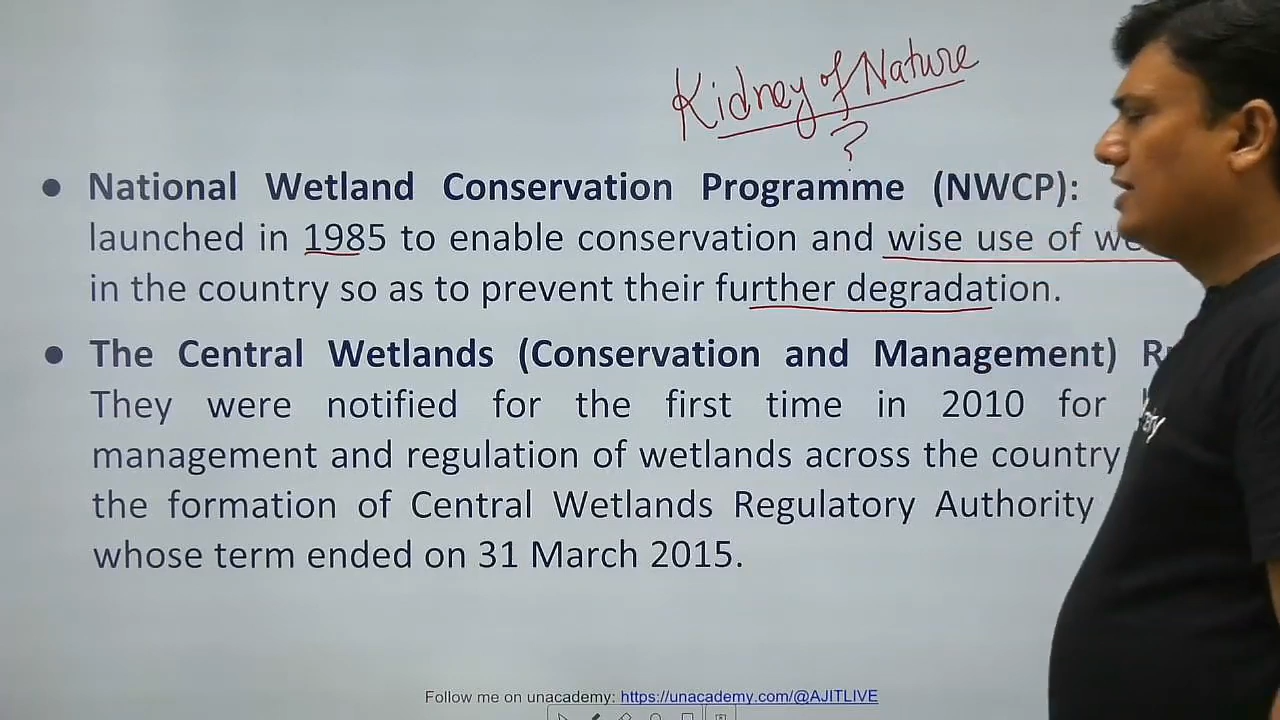 Kidney of Nature
?
● National Wetland Conservation Programme (NWCP):
launched in 1985 to enable conservation and wise use of
in the country so as to prevent their further degradation.
● The Central Wetlands (Conservation and Management)
They were notified for the first time in 2010 for
management and regulation of wetlands across the country
the formation of Central Wetlands Regulatory Authority
whose term ended on 31 March 2015.
Follow me on unacademy: https://unacademy.com/@AJITLIVE